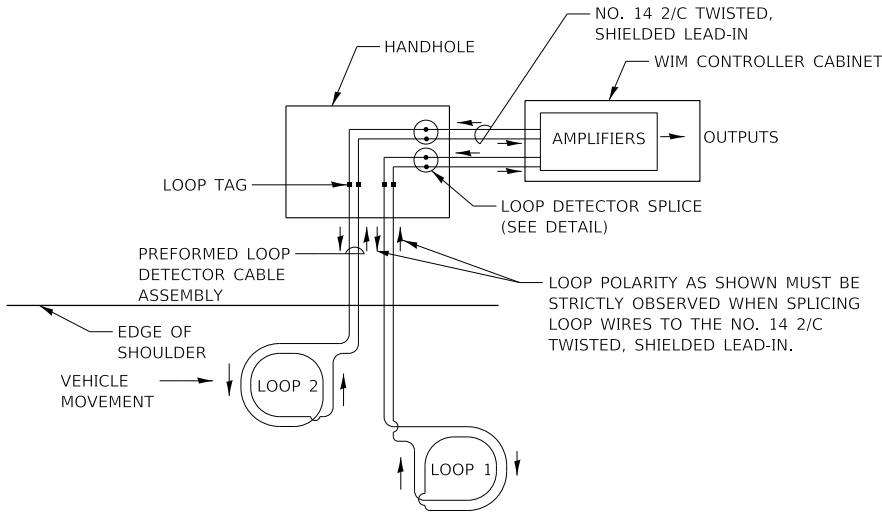 NO. 14 2/C TWISTED,
SHIELDED LEAD-IN
HANDHOLE
WIM CONTROLLER CABINET
AMPLIFIERS
OUTPUTS
LOOP TAG
LOOP DETECTOR SPLICE
(SEE DETAIL)
PREFORMED LOOP
DETECTOR CABLE
ASSEMBLY
LOOP POLARITY AS SHOWN MUST BE
STRICTLY OBSERVED WHEN SPLICING
LOOP WIRES TO THE NO. 14 2/C
TWISTED, SHIELDED LEAD-IN.
EDGE OF
SHOULDER
VEHICLE
MOVEMENT
LOOP 2
LOOP 1